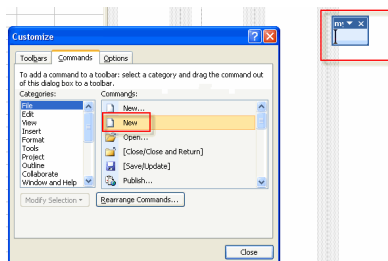 Customize
Toolbars
Commands
Options
To add a command to a toolbar: select a category and drag the command out
of this dialog box to a toolbar.
Categories:
Commands:
File
Edit
View
Insert
Format
Tools
Project
Outline
Collaborate
Window and Help
New...
New
Open...
[Close/Close and Return]
[Save/Update]
Publish...
Modify Selection
Rearrange Commands...
Close